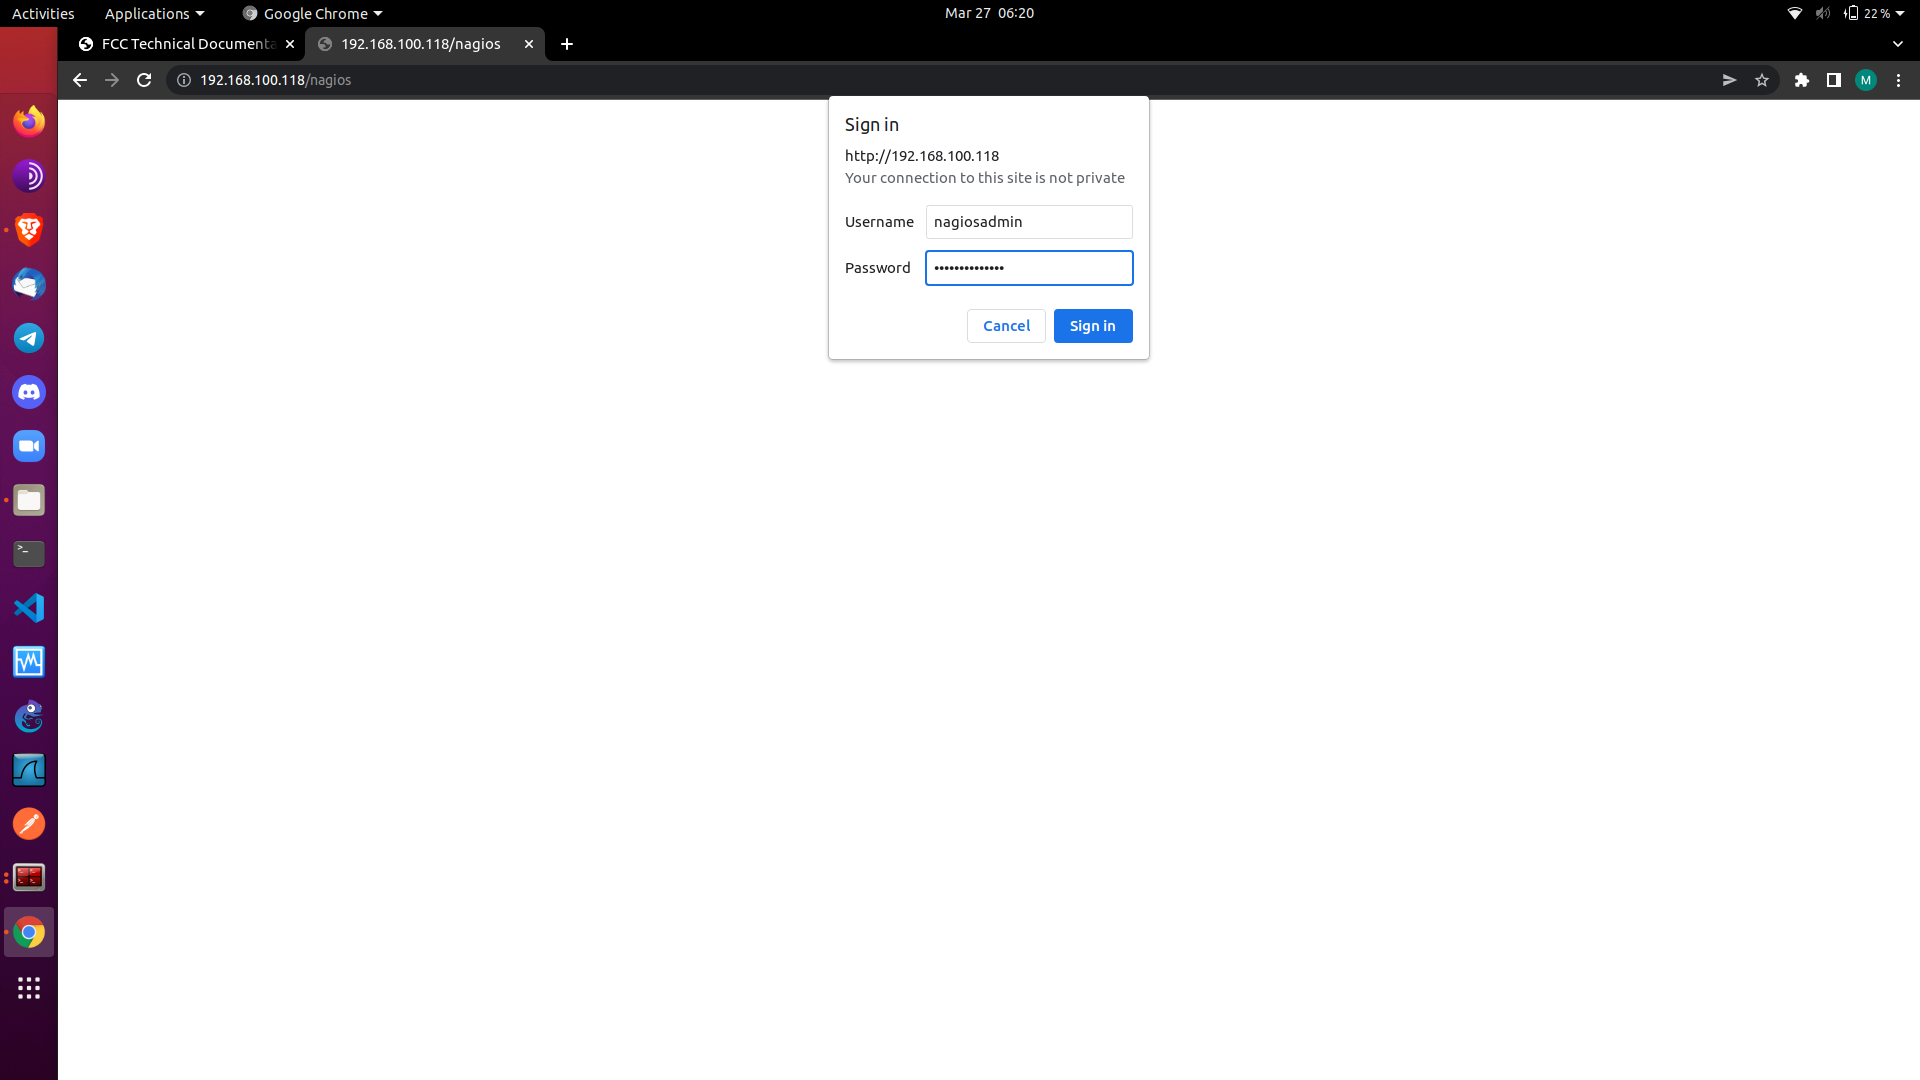 Activities Applications Google Chrome Mar 27 06:20 22 %
FCC Technical Documenta 192.168.100.118/nagios
192.168.100.118/nagios M
Sign in
http://192.168.100.118
Your connection to this site is not private
Username nagiosadmin
Password ••••••••••••••
Cancel Sign in